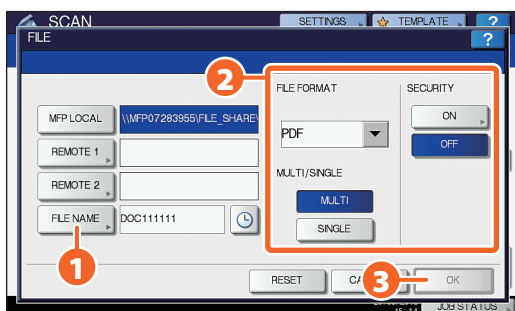 SCAN
SETTINGS
TEMPLATE
?
FILE
?
2
FILE FORMAT
SECURITY
MFP LOCAL
\\MFP07283955\FILE_SHARE\
ON
PDF
OFF
REMOTE 1
MULTI/SINGLE
REMOTE 2
MULTI
FILE NAME
DOC111111
SINGLE
1
3
RESET
OK
JOB STATUS